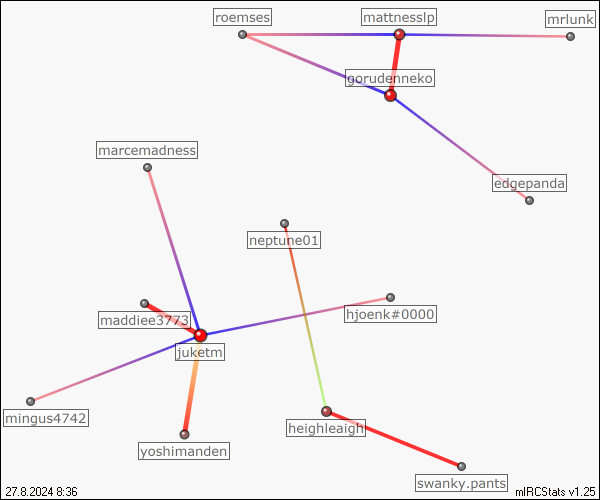 roemses
mattnesslp
mrlunk
gorudenneko
marcemadness
edgepanda
neptune01
maddiee3773
hjoenk#0000
juketm
mingus4742
heighleaigh
yoshimanden
swanky.pants
27.8.2024 8:36
mIRCStats v1.25